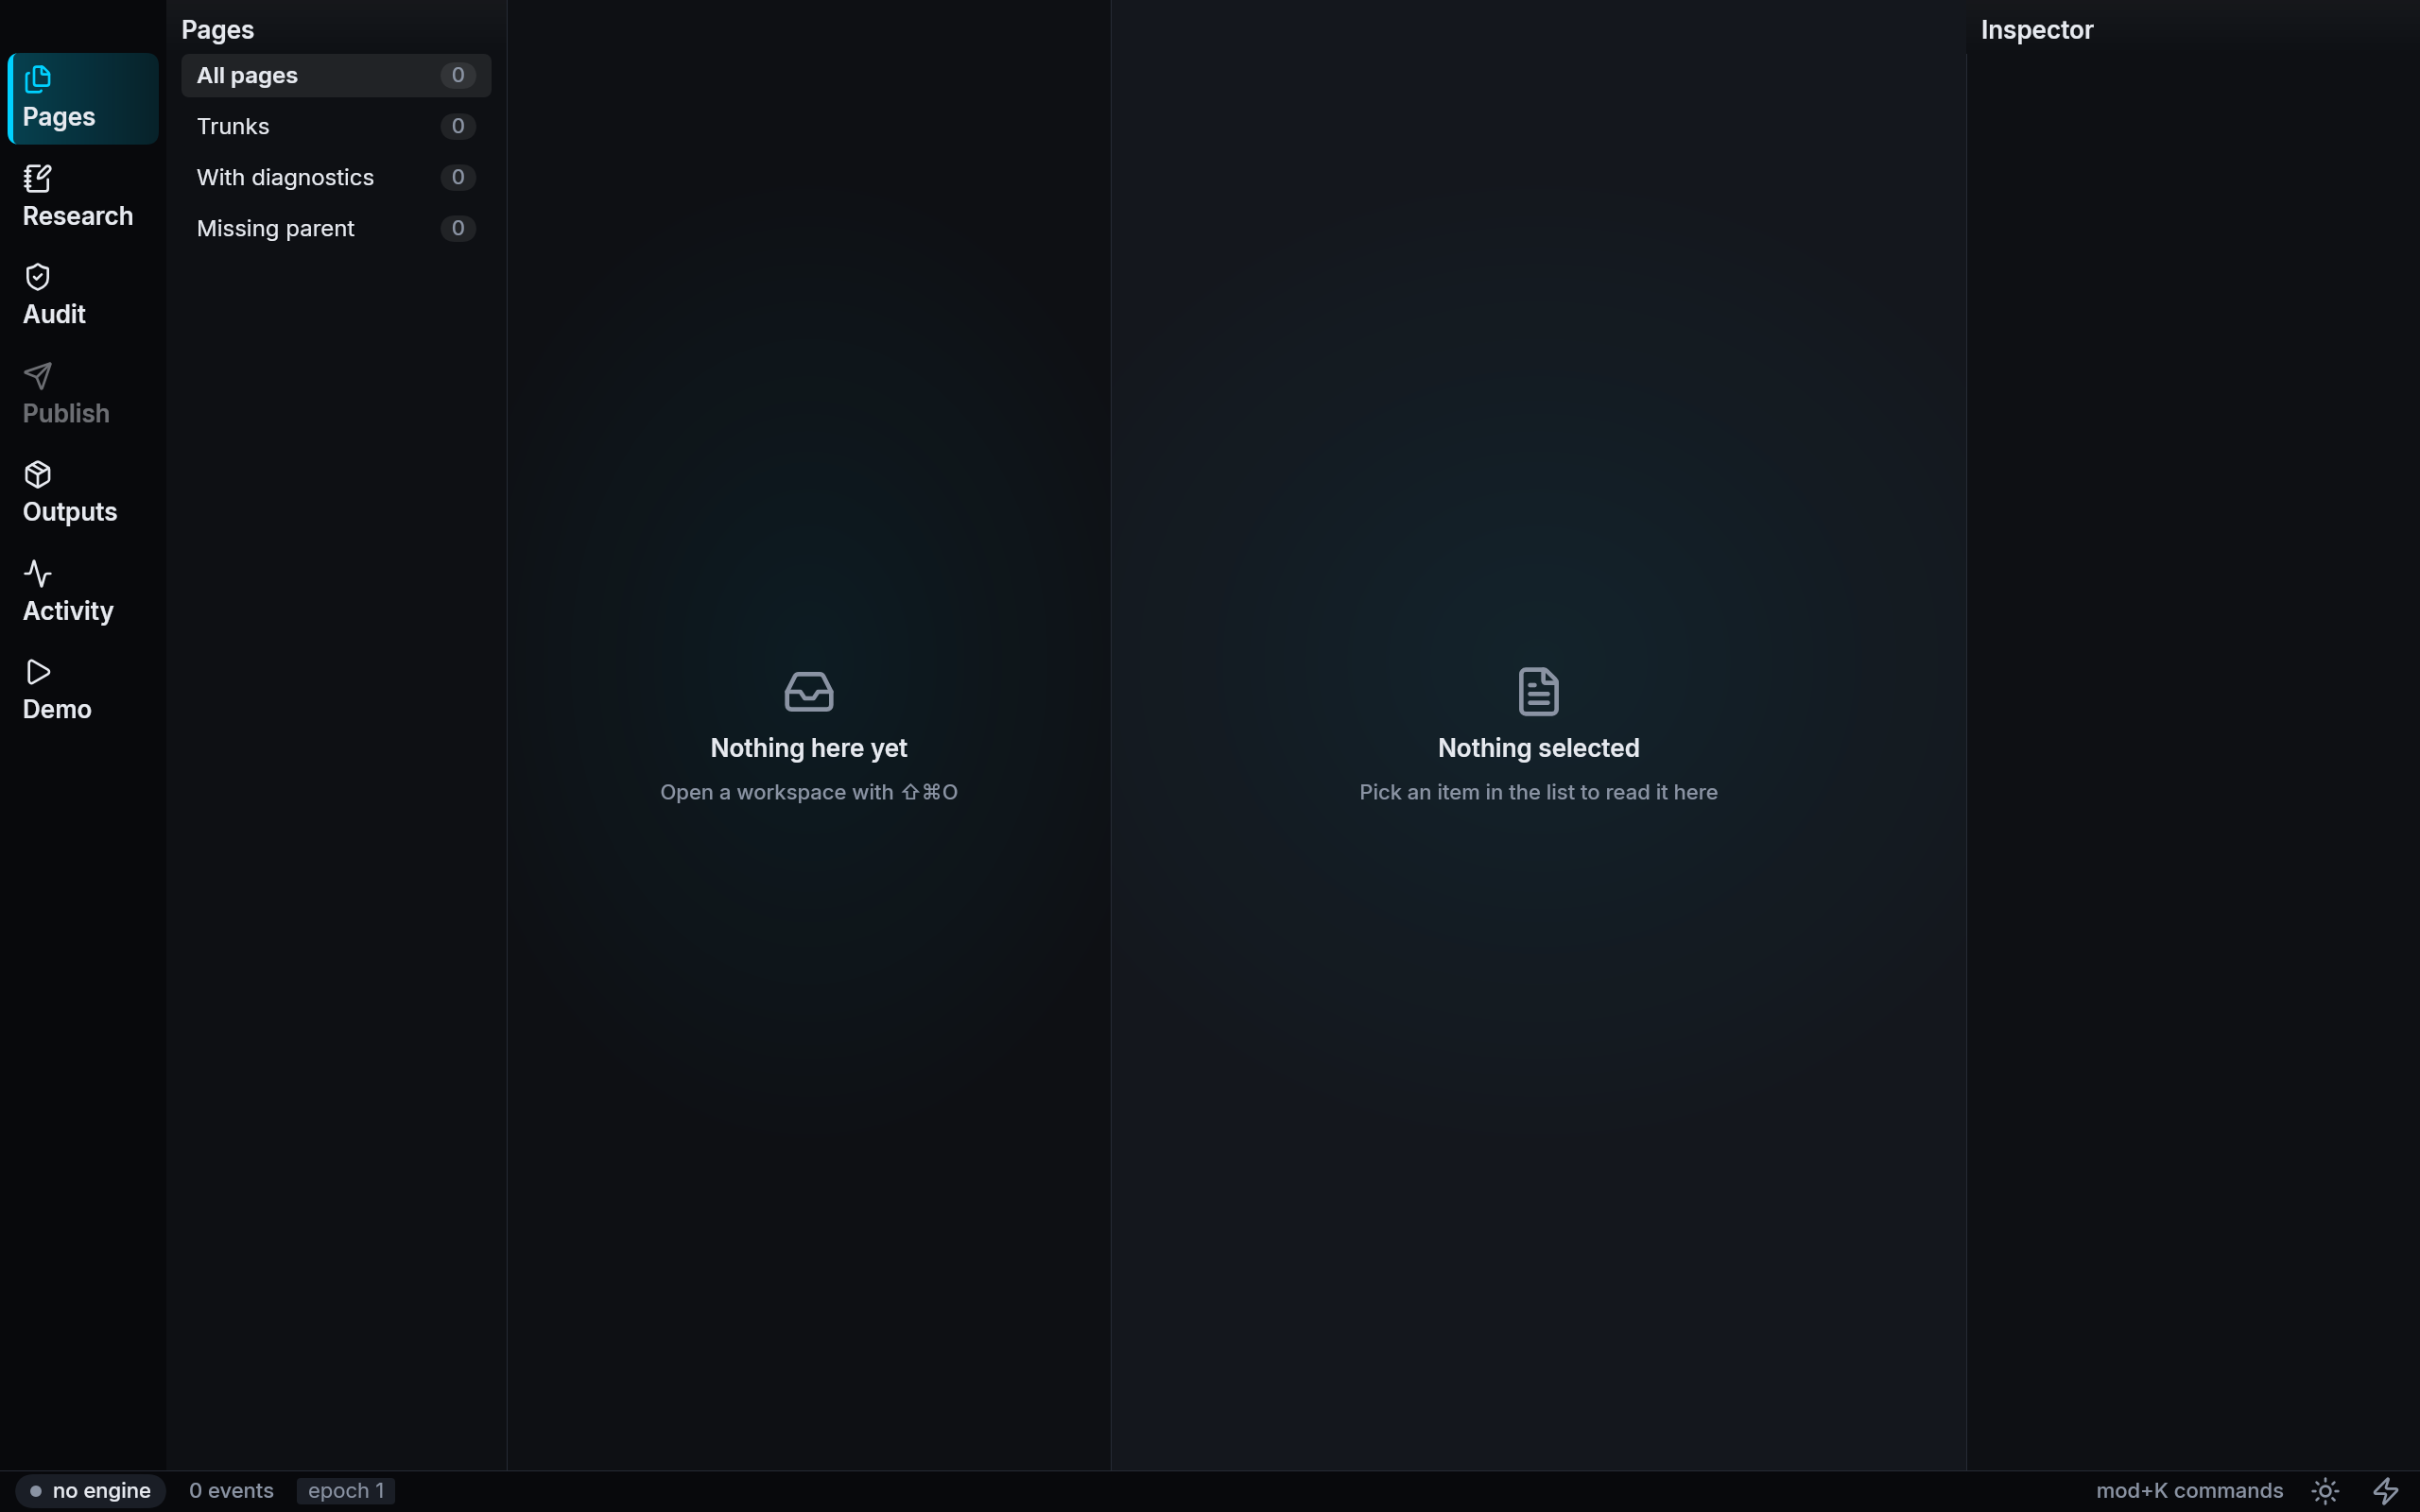 Pages
Research
Audit
Publish
Outputs
Activity
Demo
Pages
All pages 0
Trunks 0
With diagnostics 0
Missing parent 0
Nothing here yet
Open a workspace with ⇧⌘O
Nothing selected
Pick an item in the list to read it here
Inspector
no engine 0 events epoch 1 mod+K commands